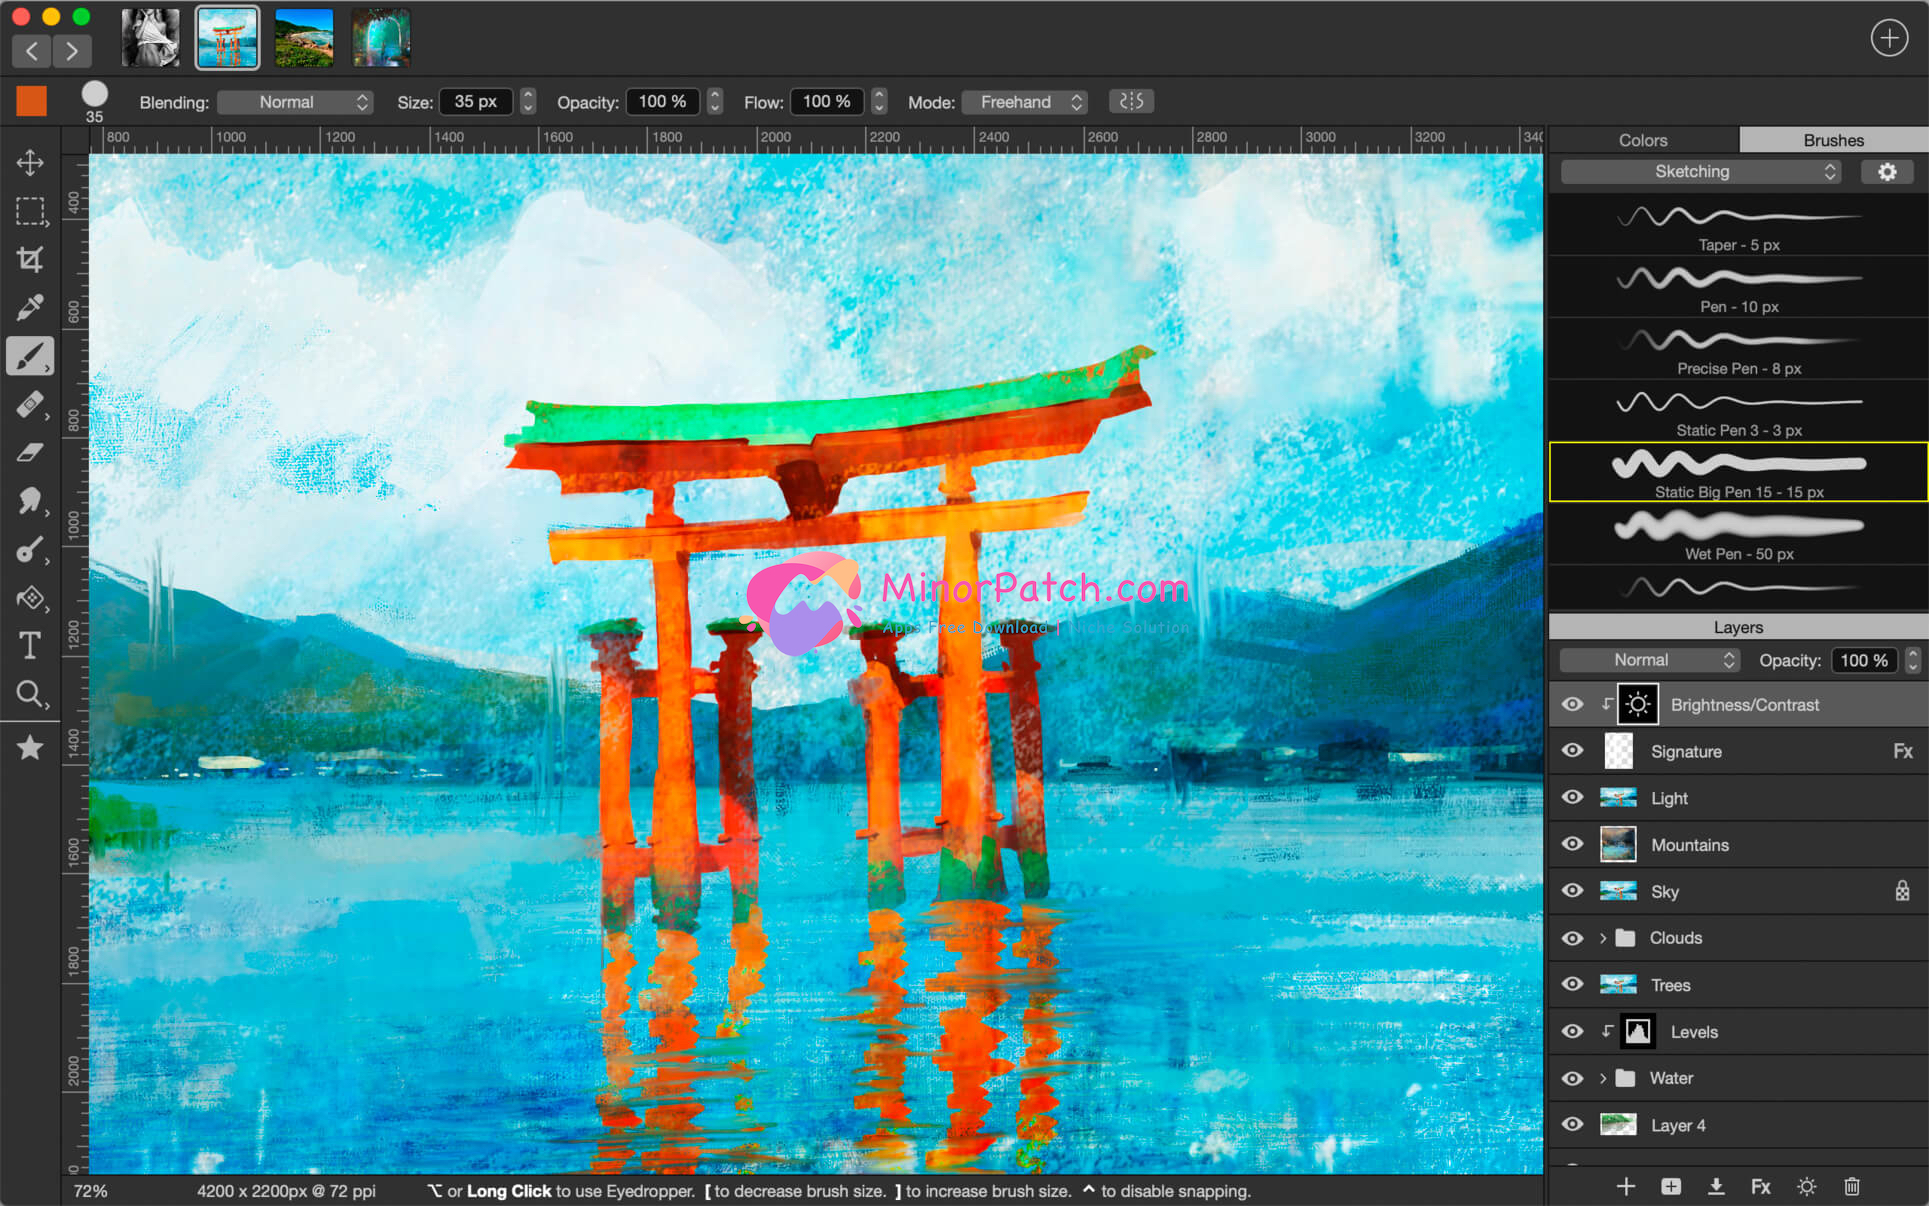 35
Blending: Normal Size: 35 px Opacity: 100 % Flow: 100 % Mode: Freehand
800 1000 1200 1400 1600 1800 2000 2200 2400 2600 2800 3000 3200 340
400
600
800
1000
1200
1400
1600
1800
2000
Colors Brushes
Sketching
Taper - 5 px
Pen - 10 px
Precise Pen - 8 px
Static Pen 3 - 3 px
Static Big Pen 15 - 15 px
Wet Pen - 50 px
MinorPatch.com
Apps Free Download | Niche Solution
Layers
Normal Opacity: 100 %
Brightness/Contrast
Signature Fx
Light
Mountains
Sky
Clouds
Trees
Levels
Water
Layer 4
Fx
72% 4200 x 2200px @ 72 ppi ⌥ or Long Click to use Eyedropper. [ to decrease brush size. ] to increase brush size. ^ to disable snapping.